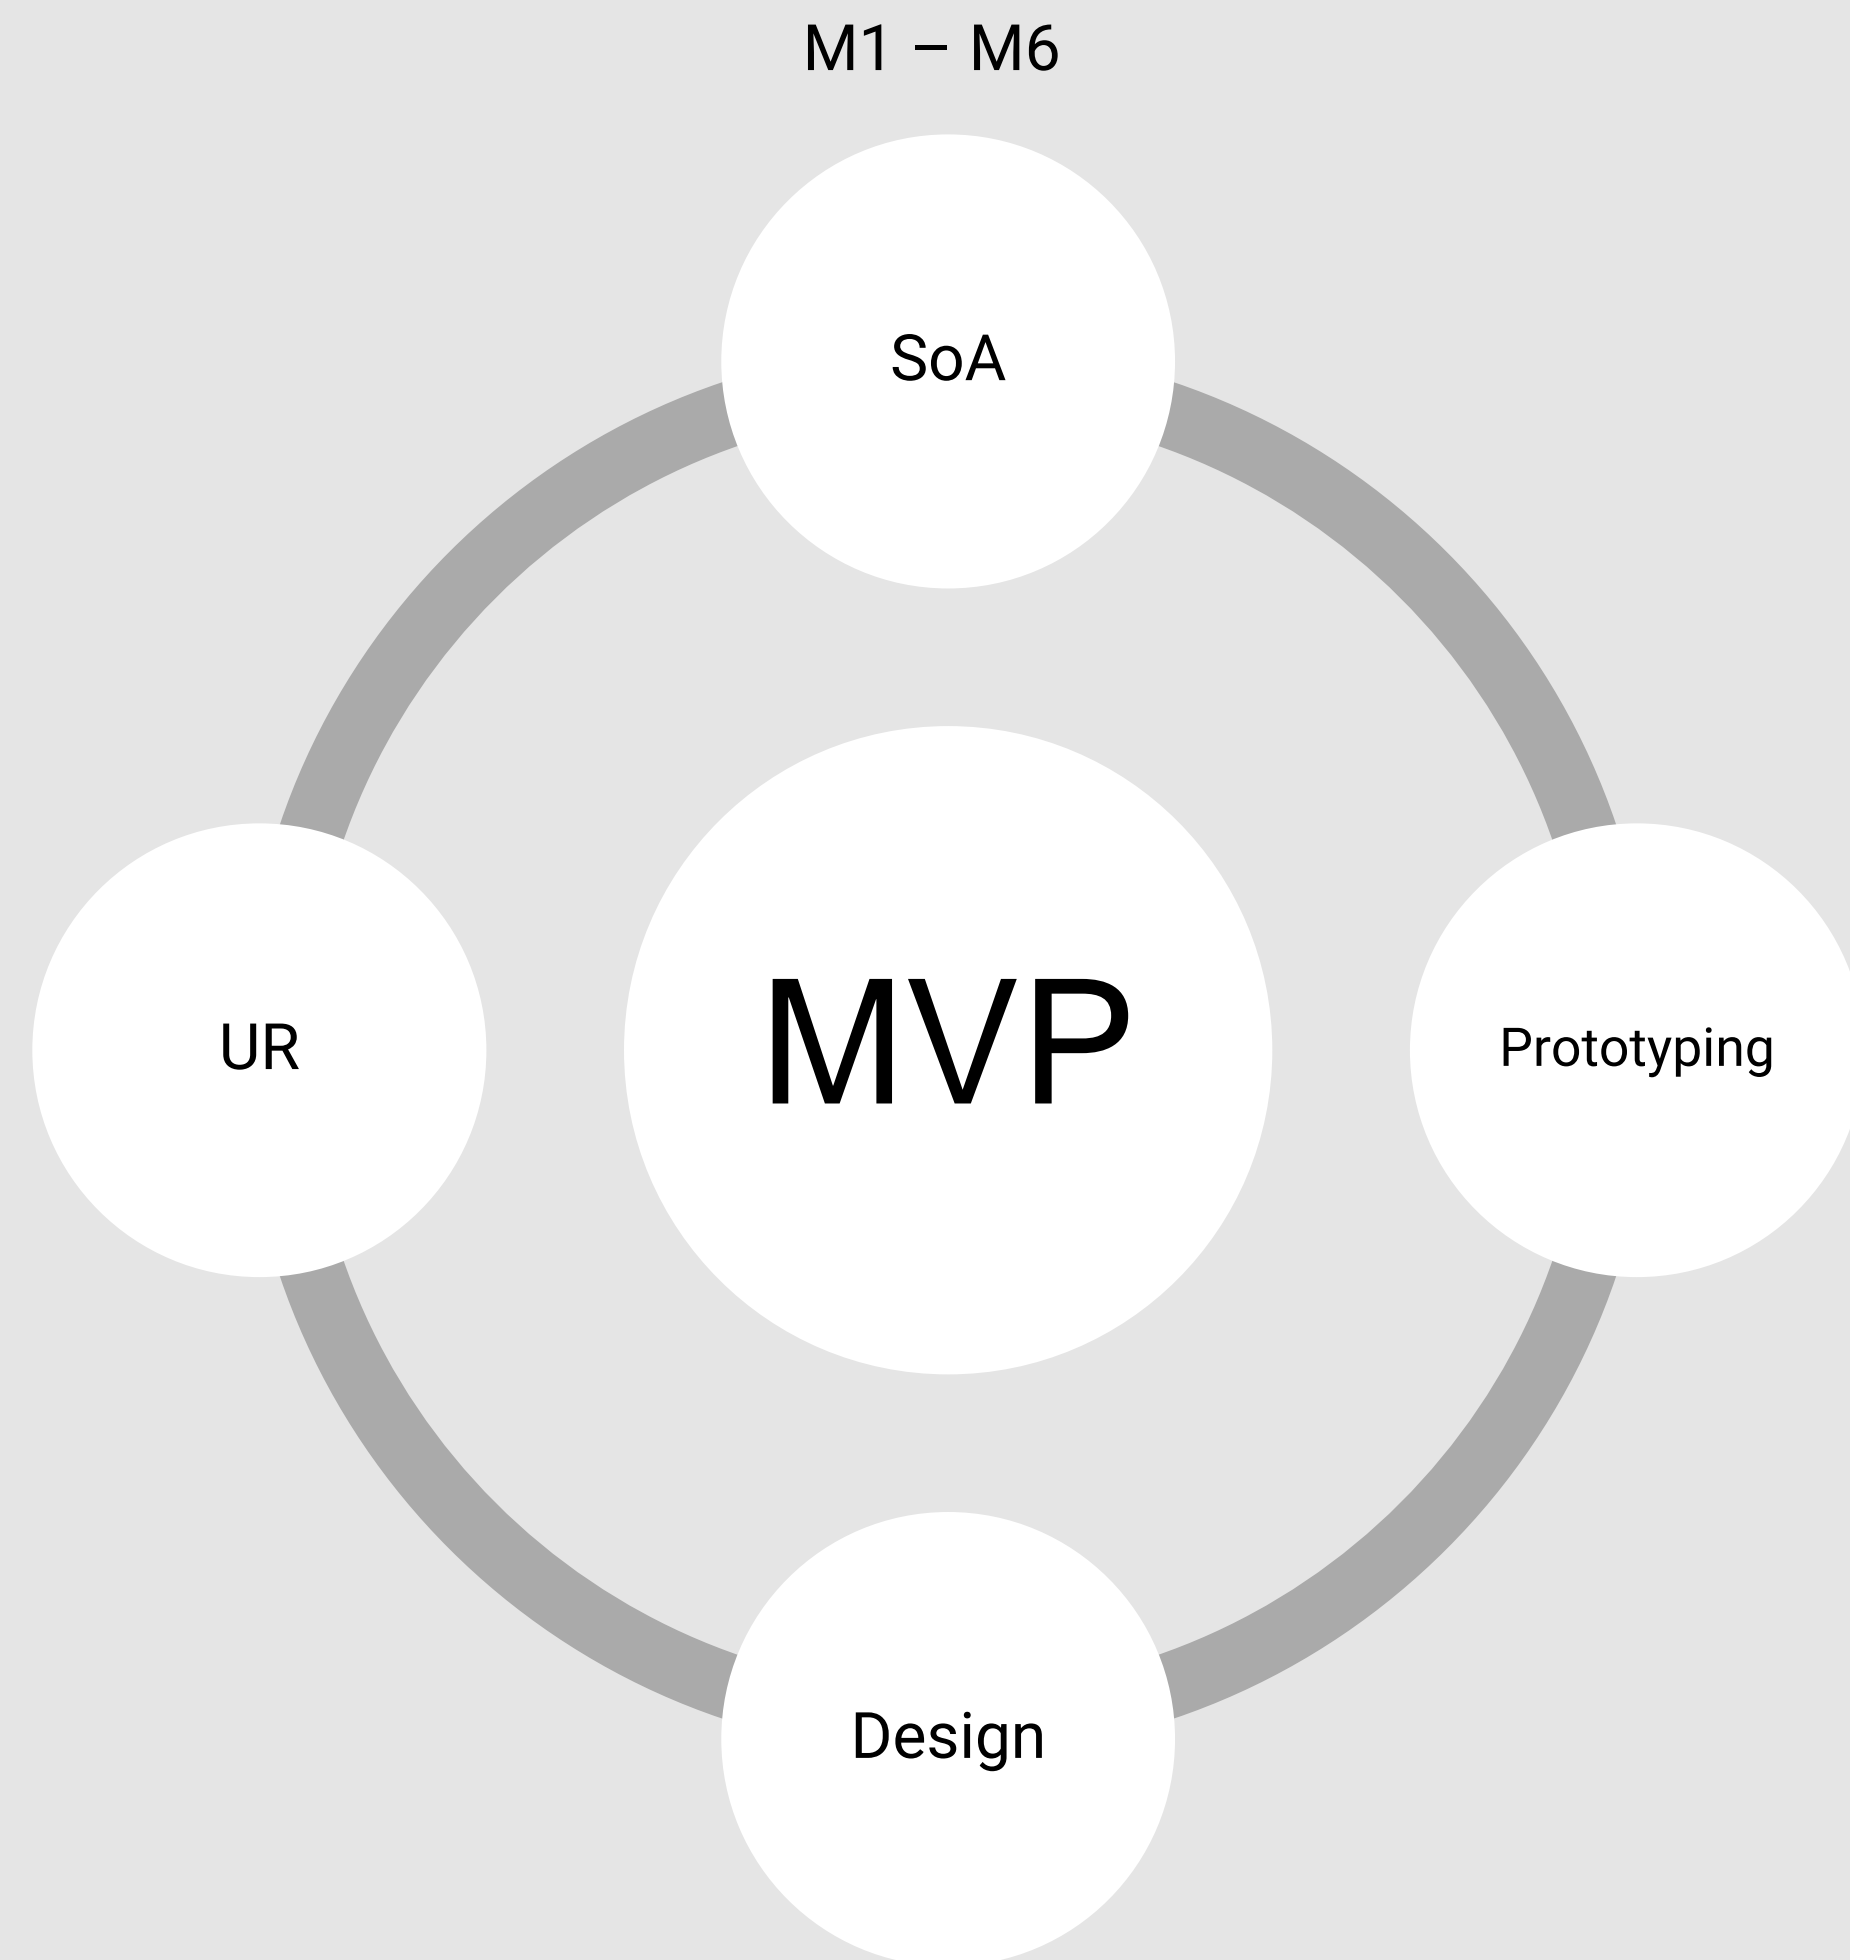 M1 – M6
SoA
UR
MVP
Prototyping
Design